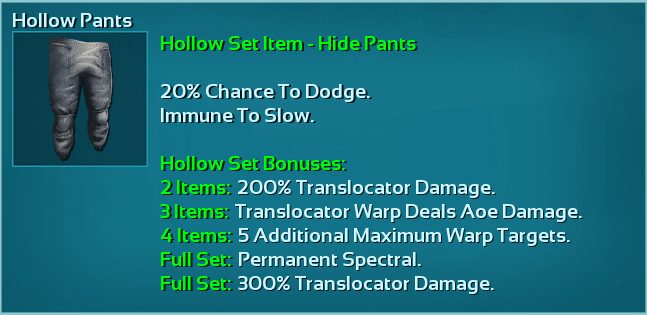 Hollow Pants
Hollow Set Item - Hide Pants
20% Chance To Dodge.
Immune To Slow.
Hollow Set Bonuses:
2 Items: 200% Translocator Damage.
3 Items: Translocator Warp Deals Aoe Damage.
4 Items: 5 Additional Maximum Warp Targets.
Full Set: Permanent Spectral.
Full Set: 300% Translocator Damage.